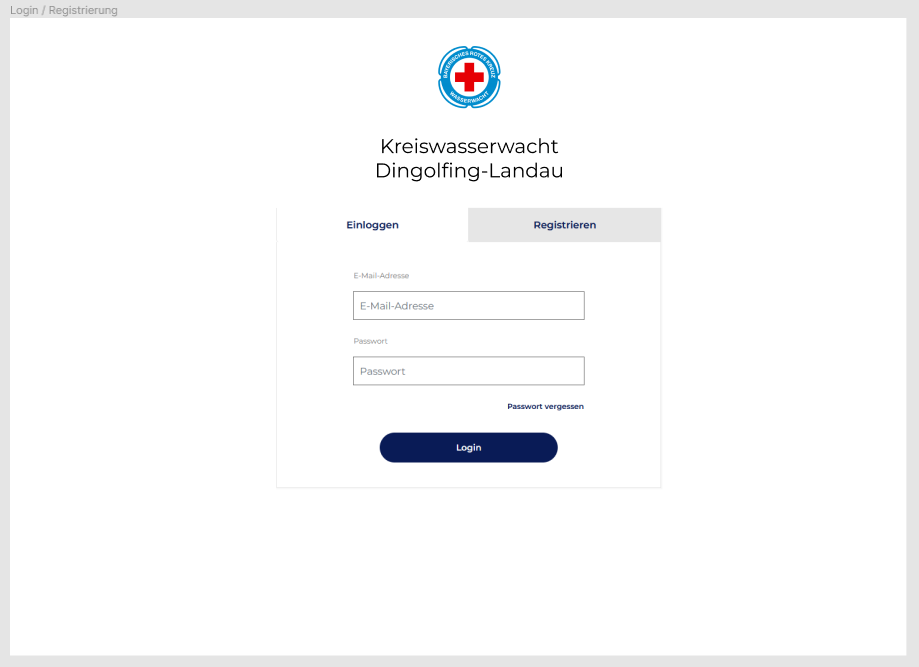 Login / Registrierung
BAYERISCHES ROTES KREUZ
WASSERWACHT
Kreiswasserwacht
Dingolfing-Landau
Einloggen
Registrieren
E-Mail-Adresse
E-Mail-Adresse
Passwort
Passwort
Passwort vergessen
Login